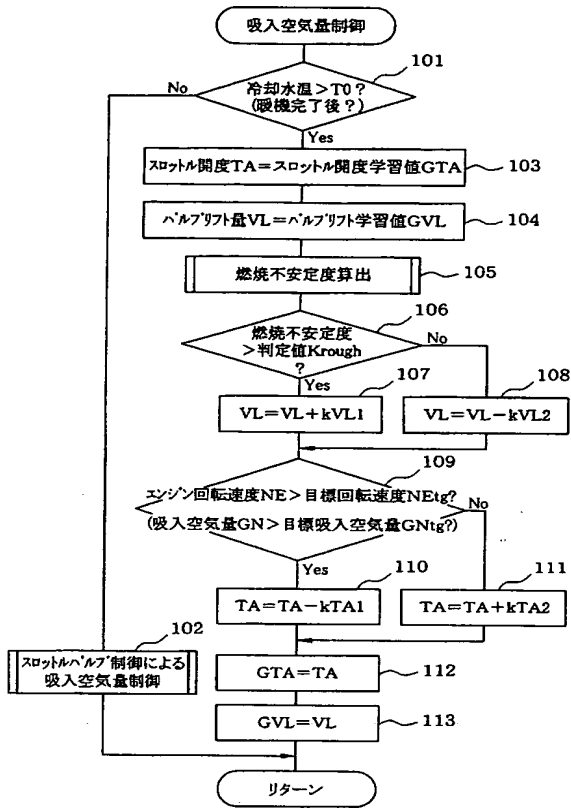 吸入空気量制御
101
冷却水温＞T0？
(暖機完了後？)
No
Yes
スロットル開度TA＝スロットル開度学習値GTA
103
バルブリフト量VL＝バルブリフト学習値GVL
104
燃焼不安定度算出
105
106
燃焼不安定度
＞判定値Krough
？
No
Yes
107
108
VL＝VL＋kVL1
VL＝VL－kVL2
109
エンジン回転速度NE＞目標回転速度NEtg？
(吸入空気量GN＞目標吸入空気量GNtg？)
No
Yes
110
111
TA＝TA－kTA1
TA＝TA＋kTA2
102
スロットルバルブ制御による
吸入空気量制御
GTA＝TA
112
GVL＝VL
113
リターン